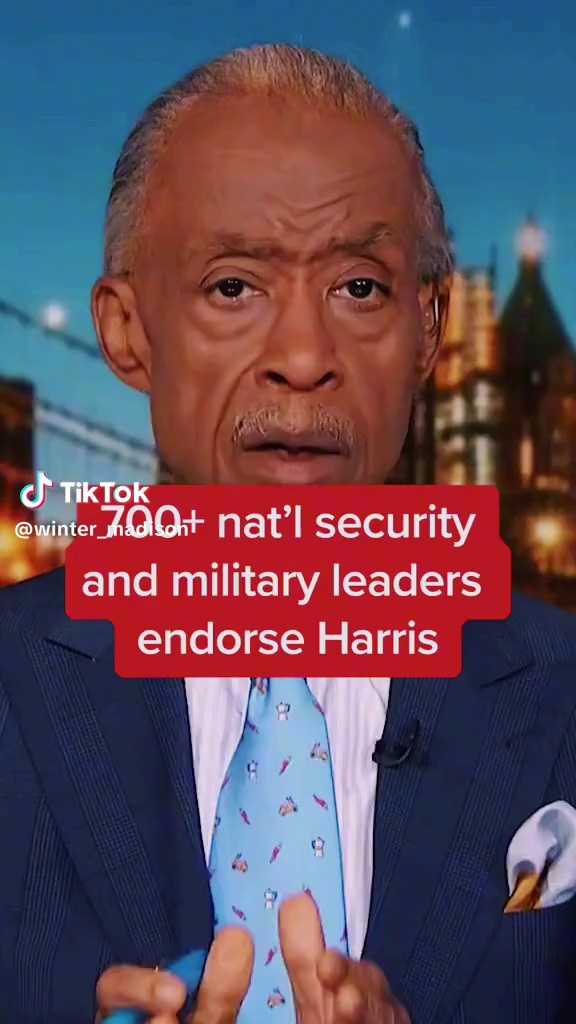 TikTok
@winter_madison
700+ nat’l security
and military leaders
endorse Harris